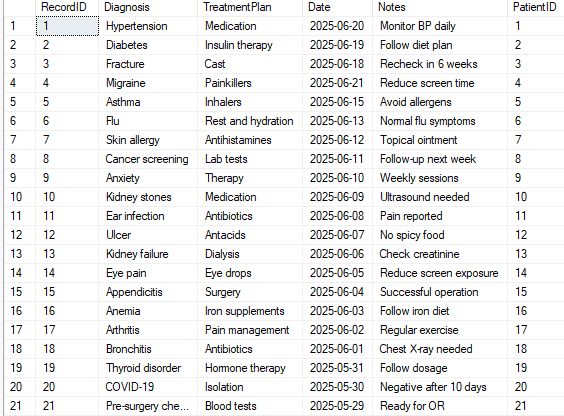 RecordID Diagnosis TreatmentPlan Date Notes PatientID
1 1 Hypertension Medication 2025-06-20 Monitor BP daily 1
2 2 Diabetes Insulin therapy 2025-06-19 Follow diet plan 2
3 3 Fracture Cast 2025-06-18 Recheck in 6 weeks 3
4 4 Migraine Painkillers 2025-06-21 Reduce screen time 4
5 5 Asthma Inhalers 2025-06-15 Avoid allergens 5
6 6 Flu Rest and hydration 2025-06-13 Normal flu symptoms 6
7 7 Skin allergy Antihistamines 2025-06-12 Topical ointment 7
8 8 Cancer screening Lab tests 2025-06-11 Follow-up next week 8
9 9 Anxiety Therapy 2025-06-10 Weekly sessions 9
10 10 Kidney stones Medication 2025-06-09 Ultrasound needed 10
11 11 Ear infection Antibiotics 2025-06-08 Pain reported 11
12 12 Ulcer Antacids 2025-06-07 No spicy food 12
13 13 Kidney failure Dialysis 2025-06-06 Check creatinine 13
14 14 Eye pain Eye drops 2025-06-05 Reduce screen exposure 14
15 15 Appendicitis Surgery 2025-06-04 Successful operation 15
16 16 Anemia Iron supplements 2025-06-03 Follow iron diet 16
17 17 Arthritis Pain management 2025-06-02 Regular exercise 17
18 18 Bronchitis Antibiotics 2025-06-01 Chest X-ray needed 18
19 19 Thyroid disorder Hormone therapy 2025-05-31 Follow dosage 19
20 20 COVID-19 Isolation 2025-05-30 Negative after 10 days 20
21 21 Pre-surgery che... Blood tests 2025-05-29 Ready for OR 21